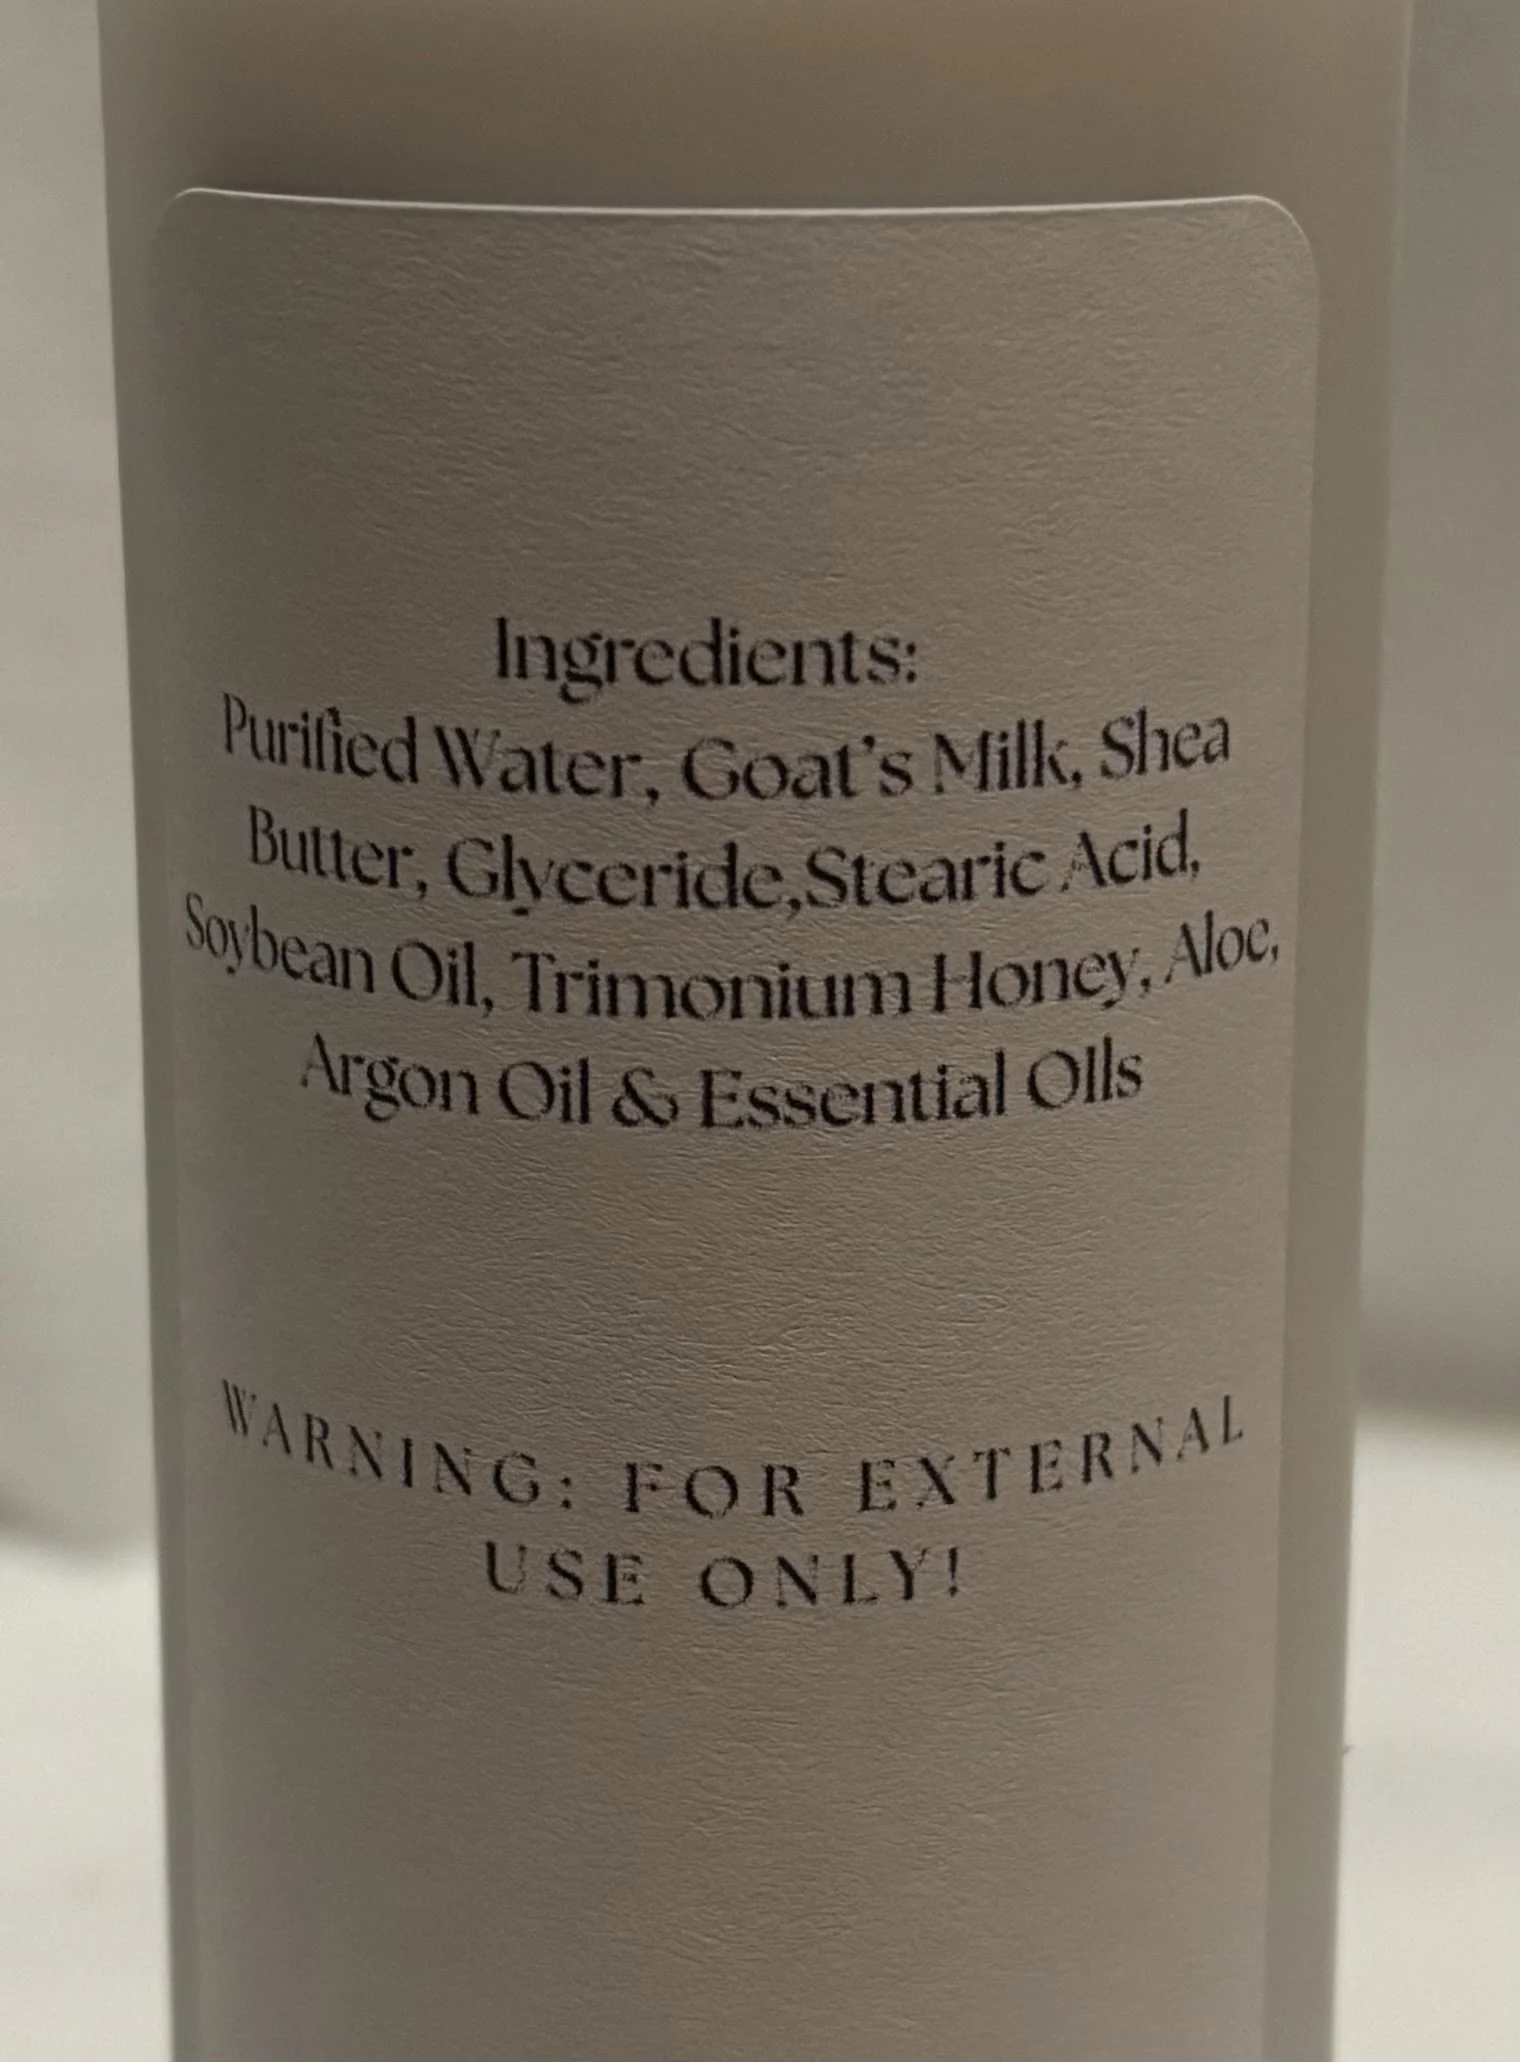 Ingredients:
Purified Water, Goat's Milk, Shea
Butter, Glyceride,Stearic Acid,
Soybean Oil, Trimonium Honey, Aloe,
Argon Oil & Essential OIls
WARNING: FOR EXTERNAL
USE ONLY!